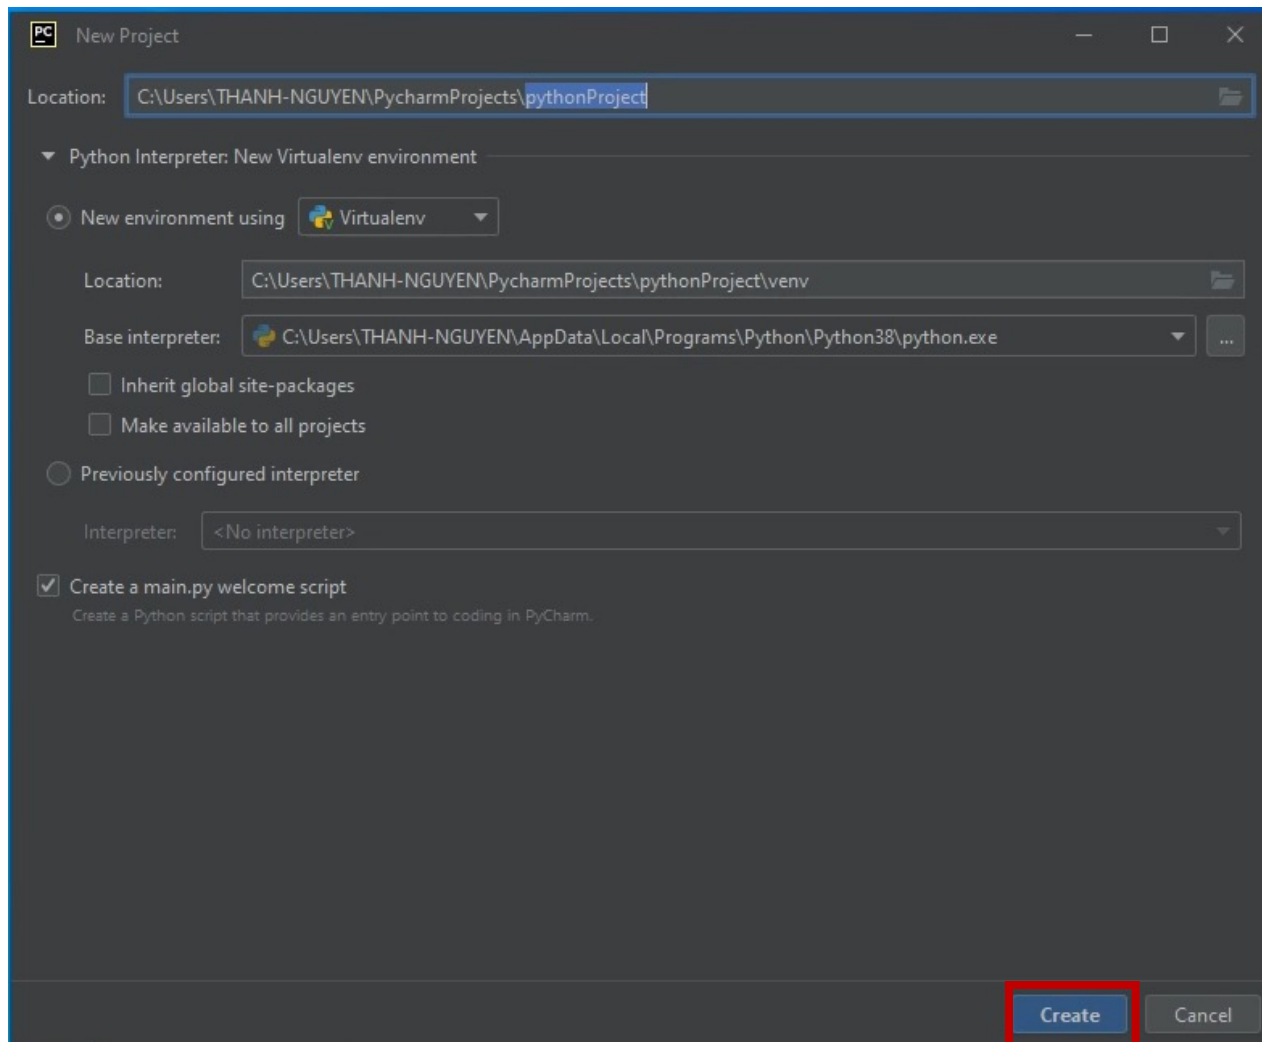 PC New Project
Location: C:\Users\THANH-NGUYEN\PycharmProjects\pythonProject
Python Interpreter: New Virtualenv environment
New environment using Virtualenv
Location: C:\Users\THANH-NGUYEN\PycharmProjects\pythonProject\venv
Base interpreter: C:\Users\THANH-NGUYEN\AppData\Local\Programs\Python\Python38\python.exe ...
Inherit global site-packages
Make available to all projects
Previously configured interpreter
Interpreter: <No interpreter>
Create a main.py welcome script
Create a Python script that provides an entry point to coding in PyCharm.
Create Cancel